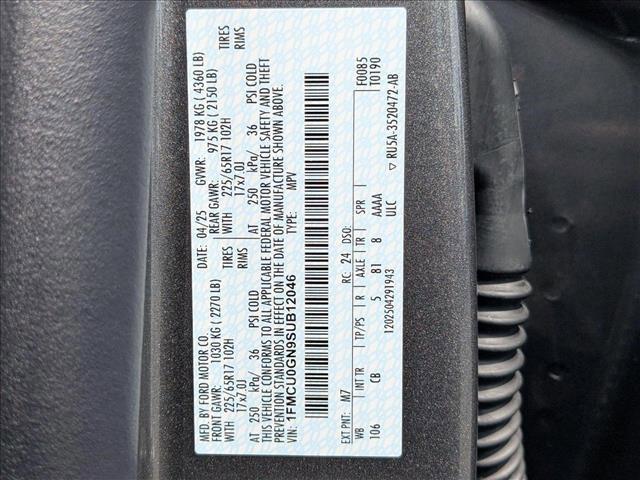 MFD. BY FORD MOTOR CO. DATE: 04/25 GVWR: 1978 KG ( 4360 LB)
FRONT GAWR: 1030 KG ( 2270 LB) REAR GAWR: 975 KG ( 2150 LB)
WITH 225/65R17 102H TIRES WITH 225/65R17 102H TIRES
17x7.0J RIMS 17x7.0J RIMS
AT 250 kPa/ 36 PSI COLD AT 250 kPa/ 36 PSI COLD
THIS VEHICLE CONFORMS TO ALL APPLICABLE FEDERAL MOTOR VEHICLE SAFETY AND THEFT
PREVENTION STANDARDS IN EFFECT ON THE DATE OF MANUFACTURE SHOWN ABOVE.
VIN: 1FMCU0GN9SUB12046 TYPE: MPV
F0085
EXT PNT: M7 RC: 24 DSO: T0190
WB INT TR TP/PS R AXLE TR SPR
106 CB 5 B1 8 AAAA
ULC
1202504291943 ▽ RU5A-3520472-AB